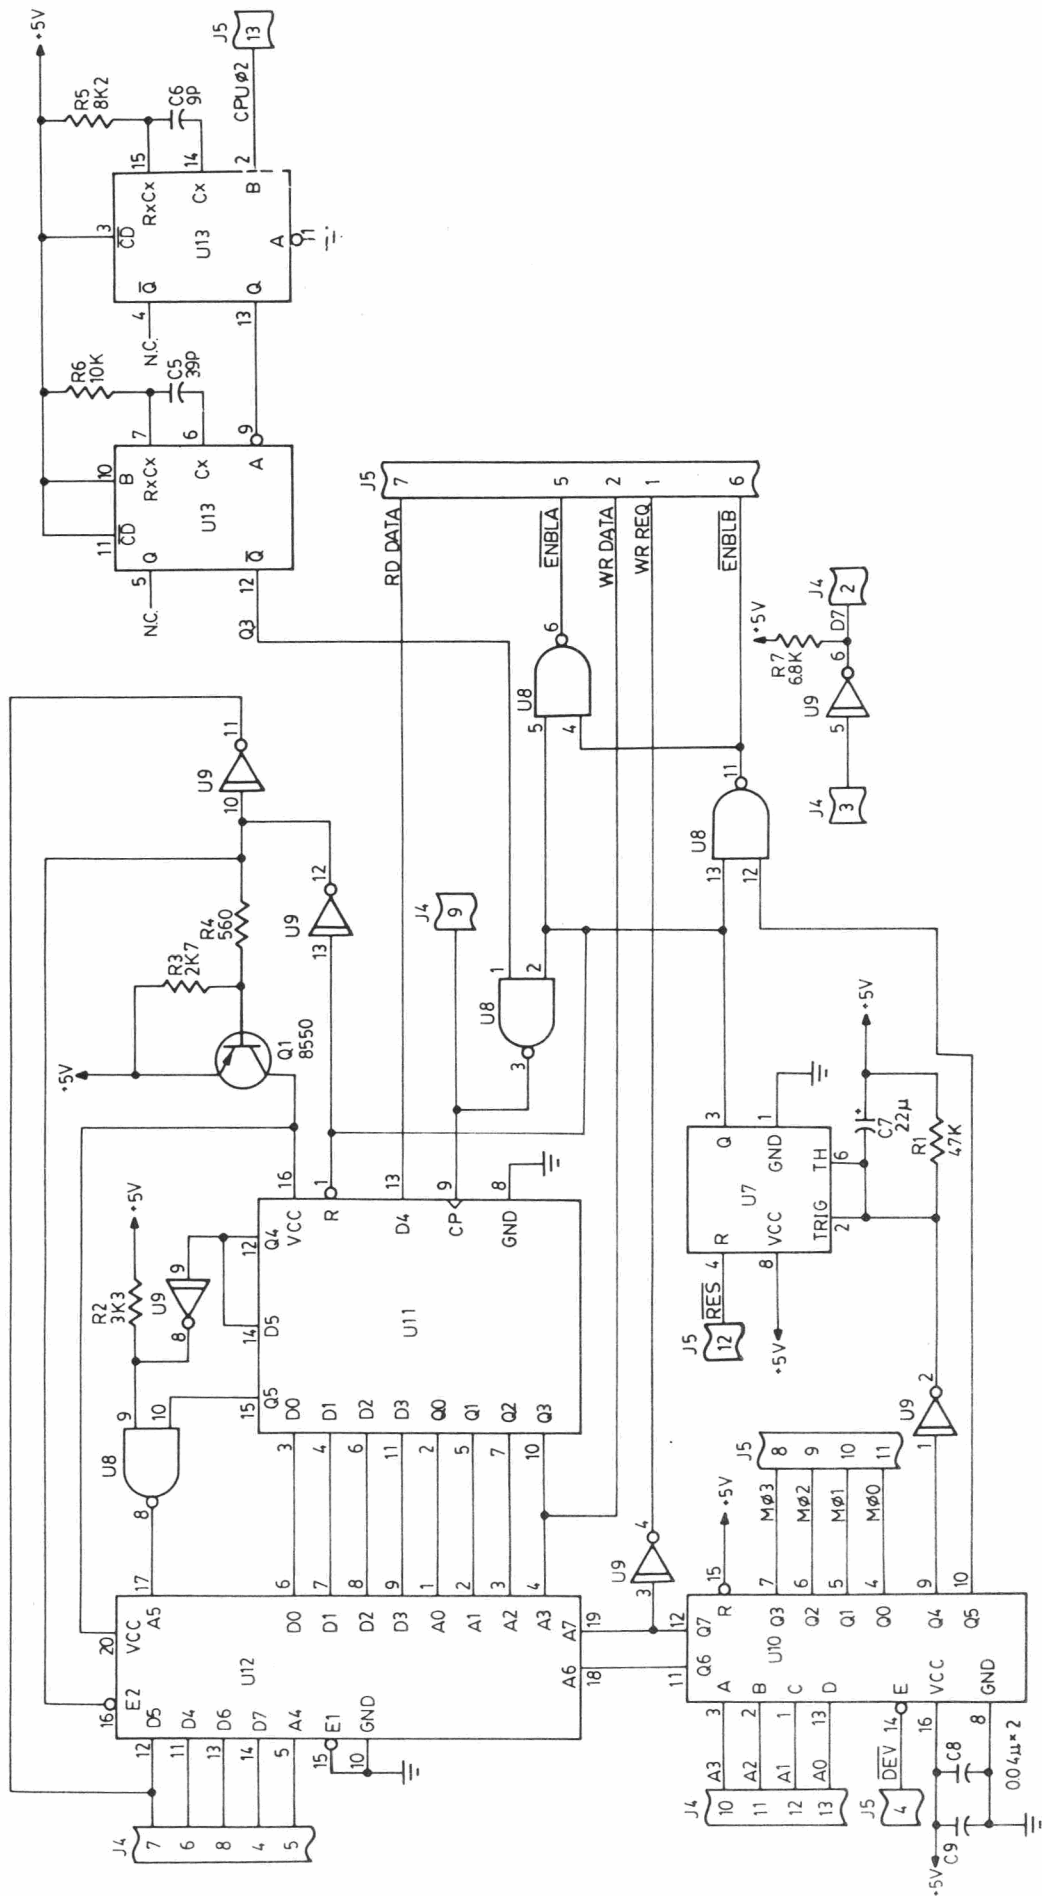 +5V
R5
8K2
C6
9P
15
14
3
RxCx
Cx
CD
U13
B
2
CPUφ2
J5
13
A
1
Q
Q
4
N.C.
13
R6
10K
C5
39P
7
6
9
10
11
B
RxCx
Cx
A
CD
U13
Q
Q
5
N.C.
12
Q3
J5
7
RD DATA
5
ENBLA
2
WR DATA
1
WR REQ
6
ENBLB
U9
10
11
R4
560
R3
2K7
+5V
Q1
8550
U9
13
12
J4
9
U8
1
2
3
U8
5
4
6
U8
13
12
11
+5V
R7
6.8K
J4
3
5
U9
6
D7
J4
2
R2
3K3
+5V
U9
9
8
U8
9
10
8
U11
16
VCC
1
R
13
D4
9
CP
8
GND
12
Q4
14
D5
15
Q5
D0
3
D1
4
D2
6
D3
11
Q0
2
Q1
5
Q2
7
Q3
10
U12
20
VCC
17
A5
16
E2
6
D0
7
D1
8
D2
9
D3
1
A0
2
A1
3
A2
4
A3
19
A7
18
A6
12
D5
11
D4
13
D6
14
D7
5
A4
15
E1
10
GND
J4
7
6
8
4
5
U7
R
4
VCC
8
Q
3
GND
1
TH
6
TRIG
2
RES
J5
12
+5V
C7
22μ
+
+5V
R1
47K
U9
1
2
U9
3
4
+5V
J5
8
9
10
11
Mφ3
Mφ2
Mφ1
Mφ0
U10
12
Q7
11
Q6
15
R
7
Q3
6
Q2
5
Q1
4
Q0
9
Q4
10
Q5
A
3
B
2
C
1
D
13
E
14
VCC
16
GND
8
A3
A2
A1
A0
J4
10
11
12
13
DEV
J5
4
C8
C9
0.04μ×2
+5V